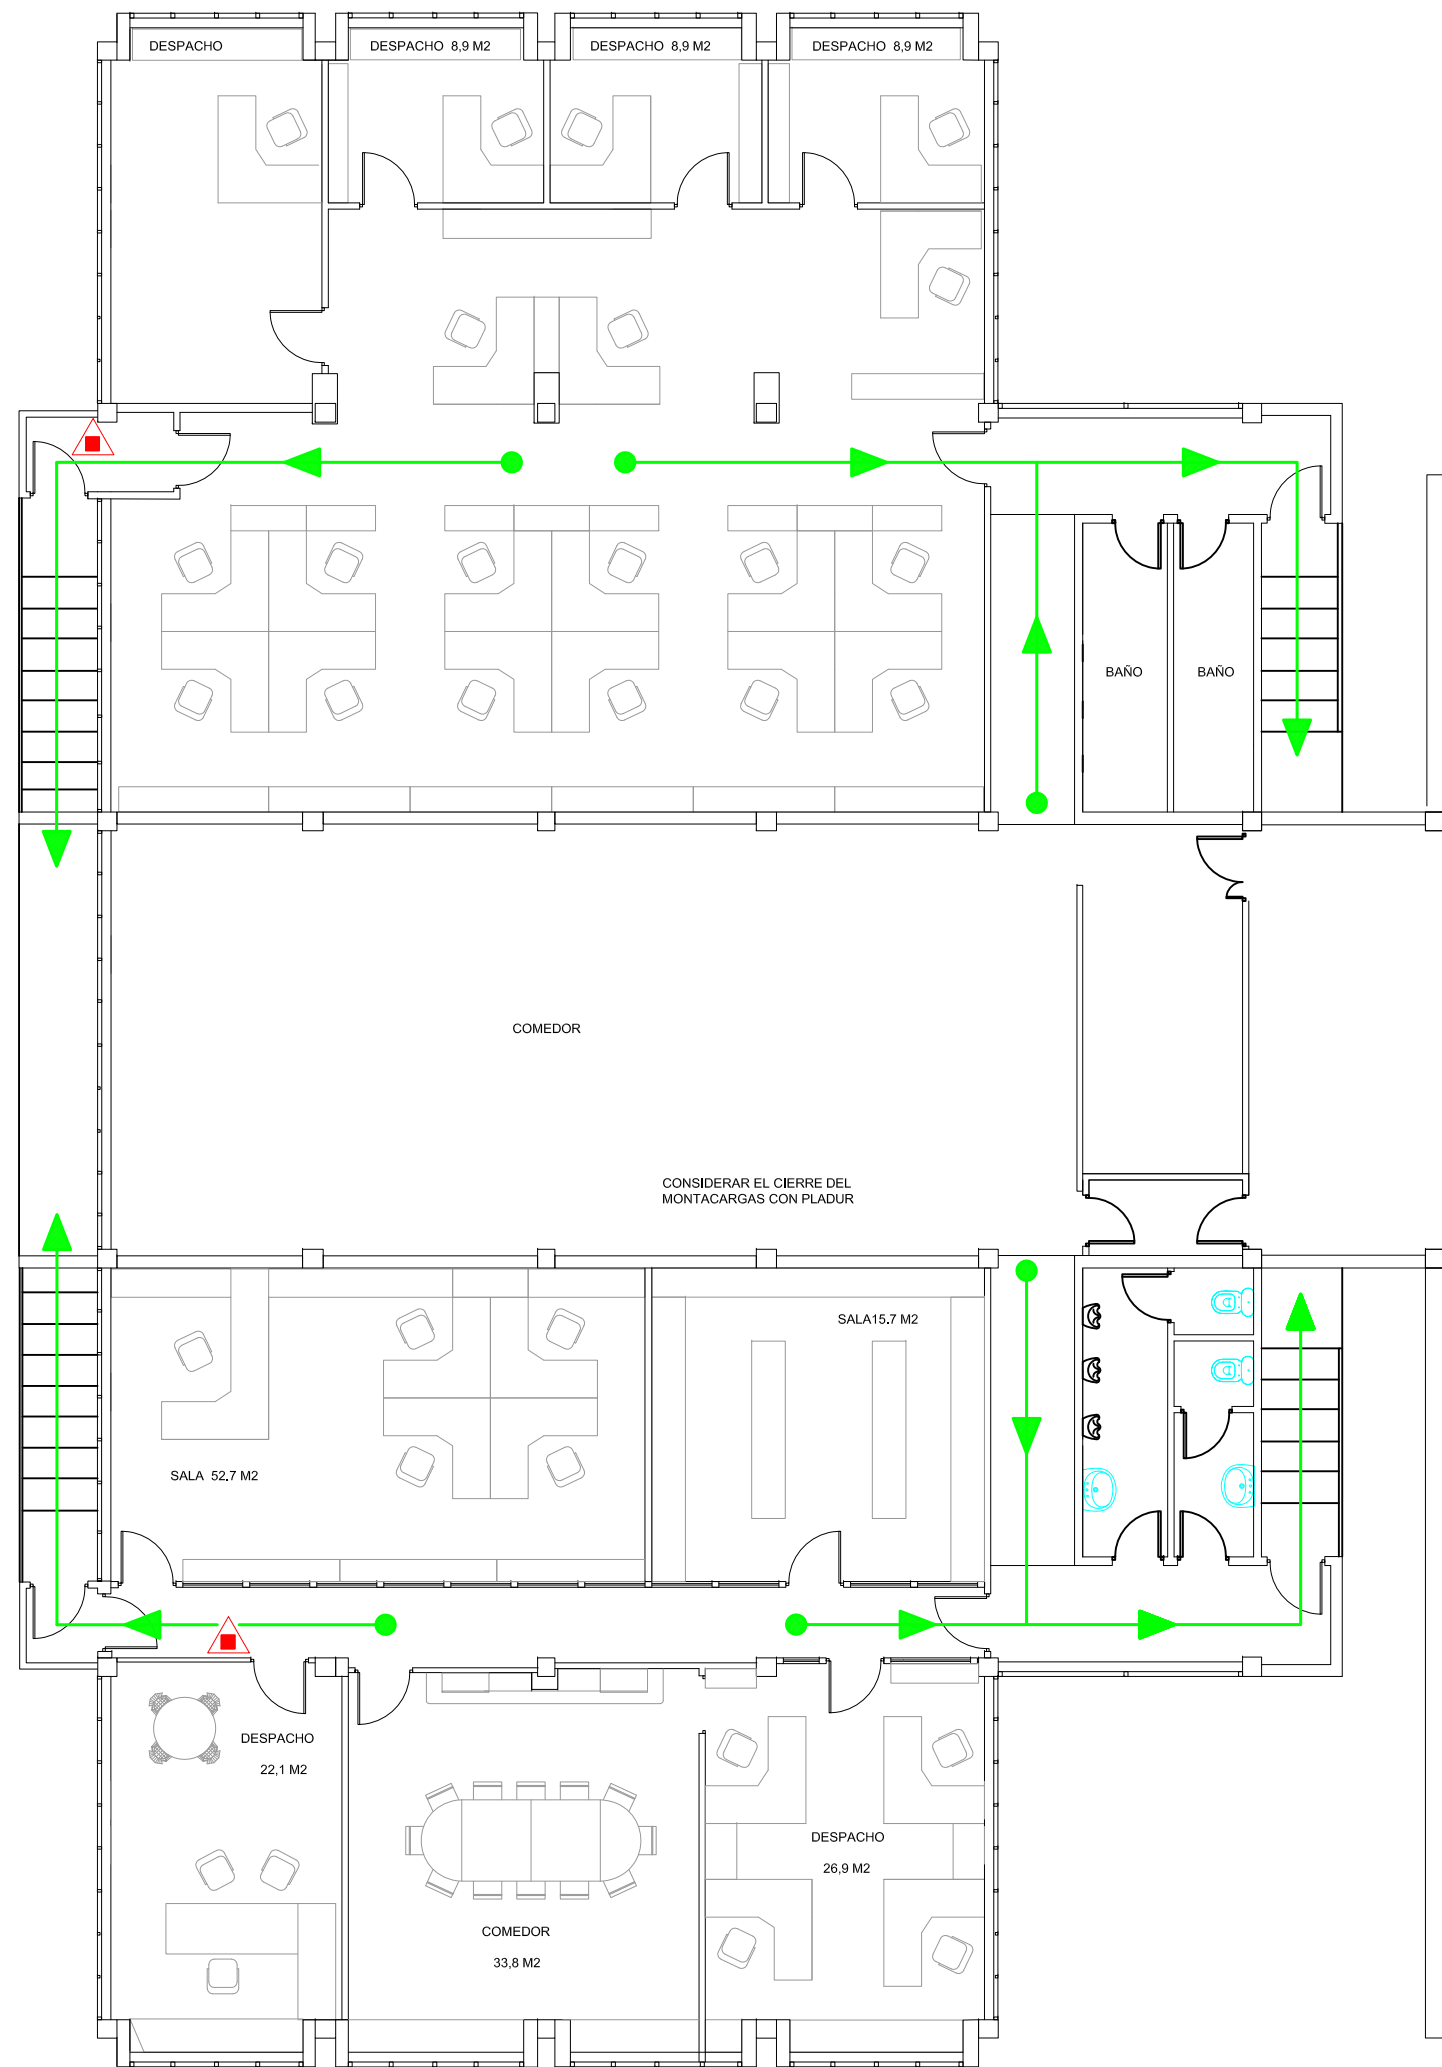 DESPACHO
DESPACHO 8,9 M2
DESPACHO 8,9 M2
DESPACHO 8,9 M2
BAÑO
BAÑO
COMEDOR
CONSIDERAR EL CIERRE DEL
MONTACARGAS CON PLADUR
SALA15.7 M2
SALA 52.7 M2
DESPACHO
22,1 M2
DESPACHO
26,9 M2
COMEDOR
33,8 M2